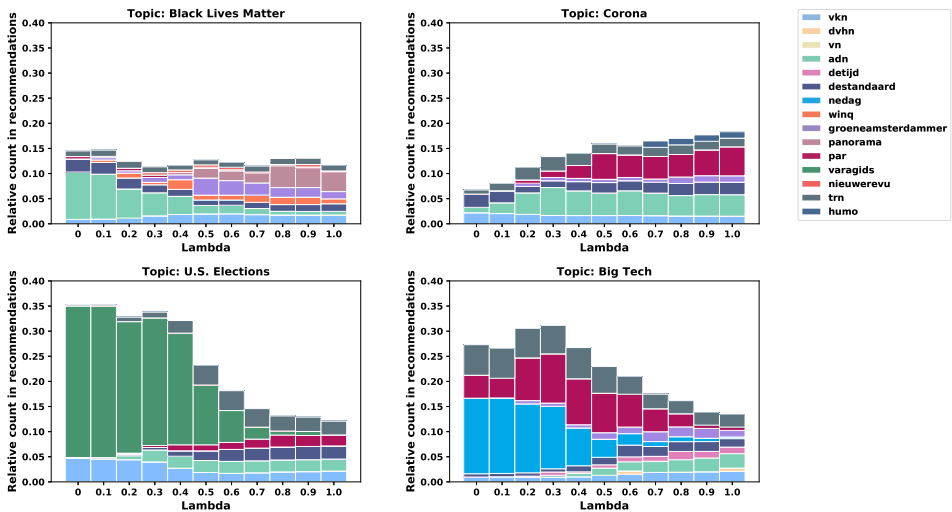 Topic: Black Lives Matter
Relative count in recommendations
0.40
0.35
0.30
0.25
0.20
0.15
0.10
0.05
0.00
0 0.1 0.2 0.3 0.4 0.5 0.6 0.7 0.8 0.9 1.0
Lambda
Topic: Corona
Relative count in recommendations
0.40
0.35
0.30
0.25
0.20
0.15
0.10
0.05
0.00
0 0.1 0.2 0.3 0.4 0.5 0.6 0.7 0.8 0.9 1.0
Lambda
vkn
dvhn
vn
adn
detijd
destandaard
nedag
winq
groeneamsterdammer
panorama
par
varagids
nieuwerevu
trn
humo
Topic: U.S. Elections
Relative count in recommendations
0.40
0.35
0.30
0.25
0.20
0.15
0.10
0.05
0.00
0 0.1 0.2 0.3 0.4 0.5 0.6 0.7 0.8 0.9 1.0
Lambda
Topic: Big Tech
Relative count in recommendations
0.40
0.35
0.30
0.25
0.20
0.15
0.10
0.05
0.00
0 0.1 0.2 0.3 0.4 0.5 0.6 0.7 0.8 0.9 1.0
Lambda